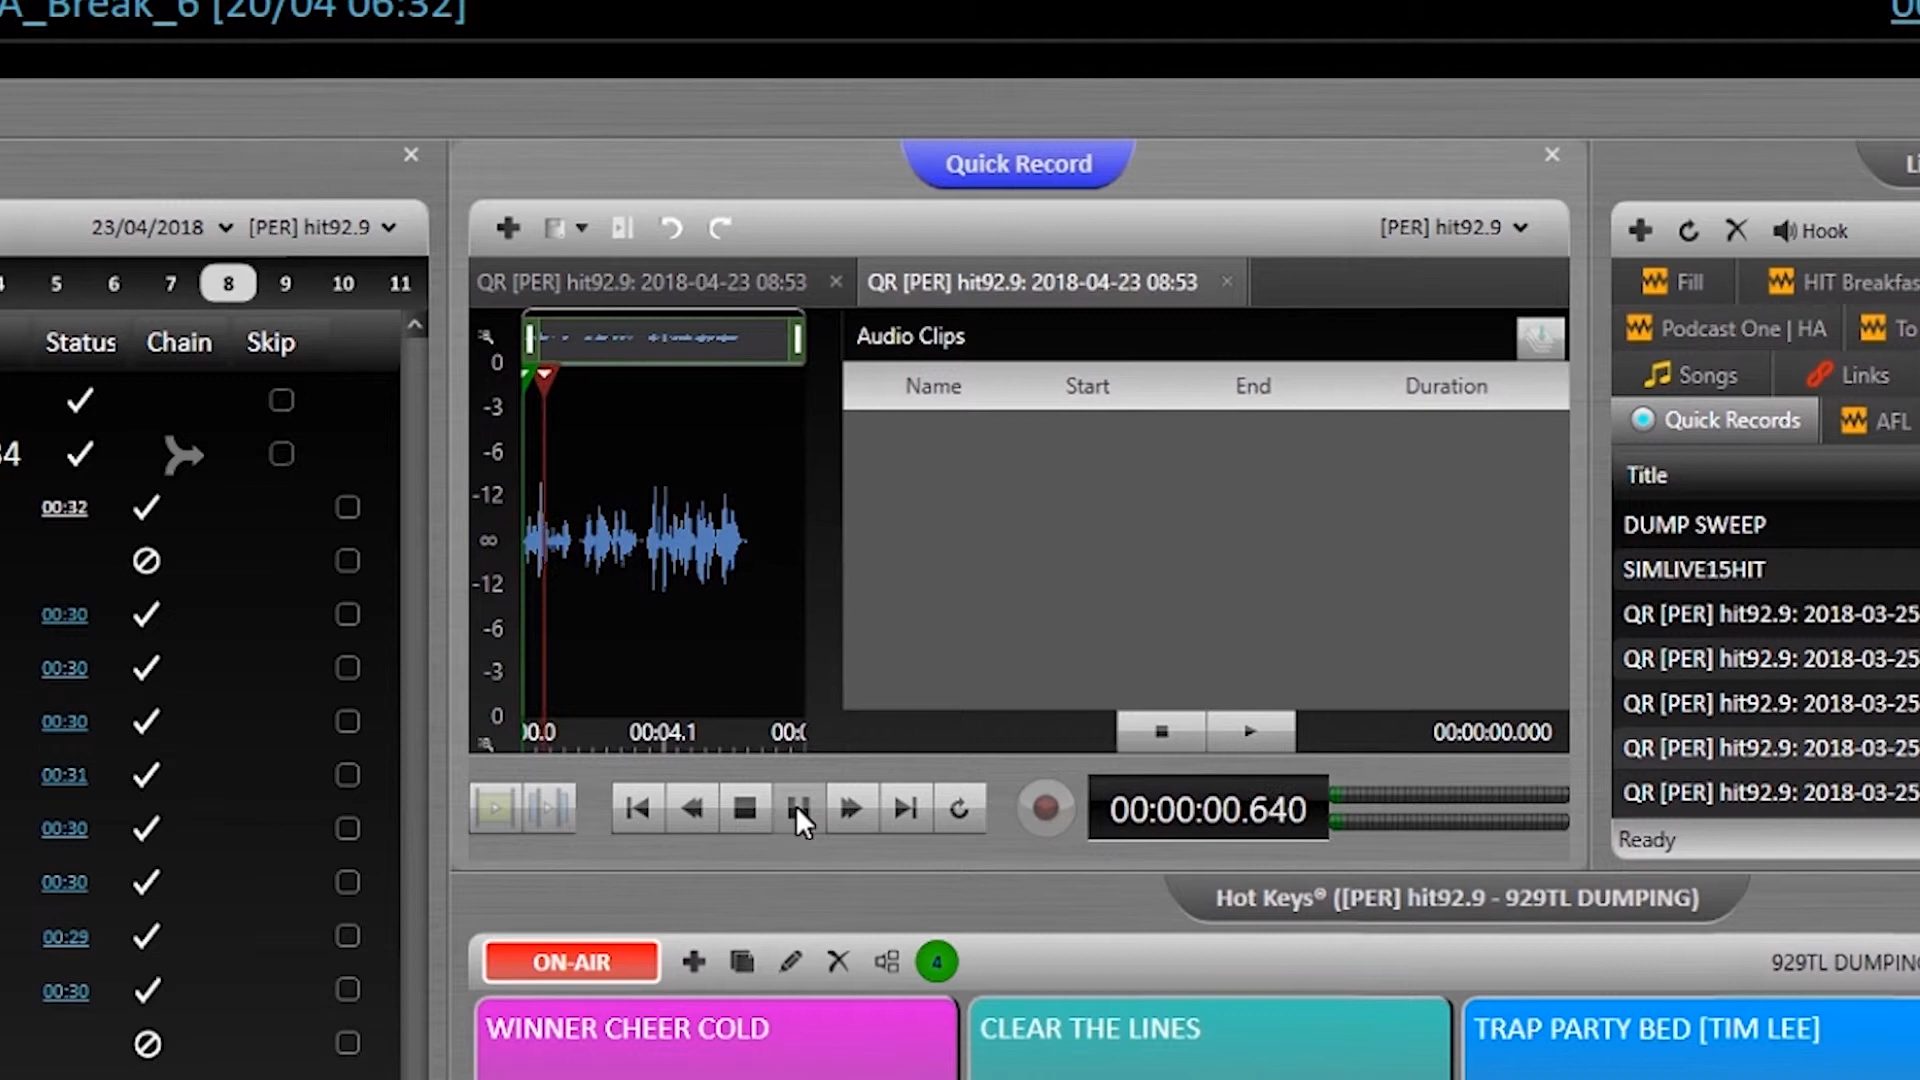 A_Break_6 [20/04 06:32]
Quick Record
23/04/2018 [PER] hit92.9
[PER] hit92.9
Hook
5 6 7 8 9 10 11
QR [PER] hit92.9: 2018-04-23 08:53
QR [PER] hit92.9: 2018-04-23 08:53
Fill
HIT Breakfas
Status Chain Skip
Audio Clips
Podcast One | HA
To
Name Start End Duration
Songs
Links
Quick Records
AFL
Title
DUMP SWEEP
SIMLIVE15HIT
QR [PER] hit92.9: 2018-03-25
QR [PER] hit92.9: 2018-03-25
QR [PER] hit92.9: 2018-03-25
QR [PER] hit92.9: 2018-03-25
QR [PER] hit92.9: 2018-03-25
Ready
34
00:32
00:30
00:30
00:30
00:31
00:30
00:30
00:29
00:30
0
-3
-6
-12
∞
-12
-6
-3
0
00:04.1
00:00:00.000
00:00:00.640
Hot Keys® ([PER] hit92.9 - 929TL DUMPING)
ON-AIR
4
929TL DUMPING
WINNER CHEER COLD
CLEAR THE LINES
TRAP PARTY BED [TIM LEE]